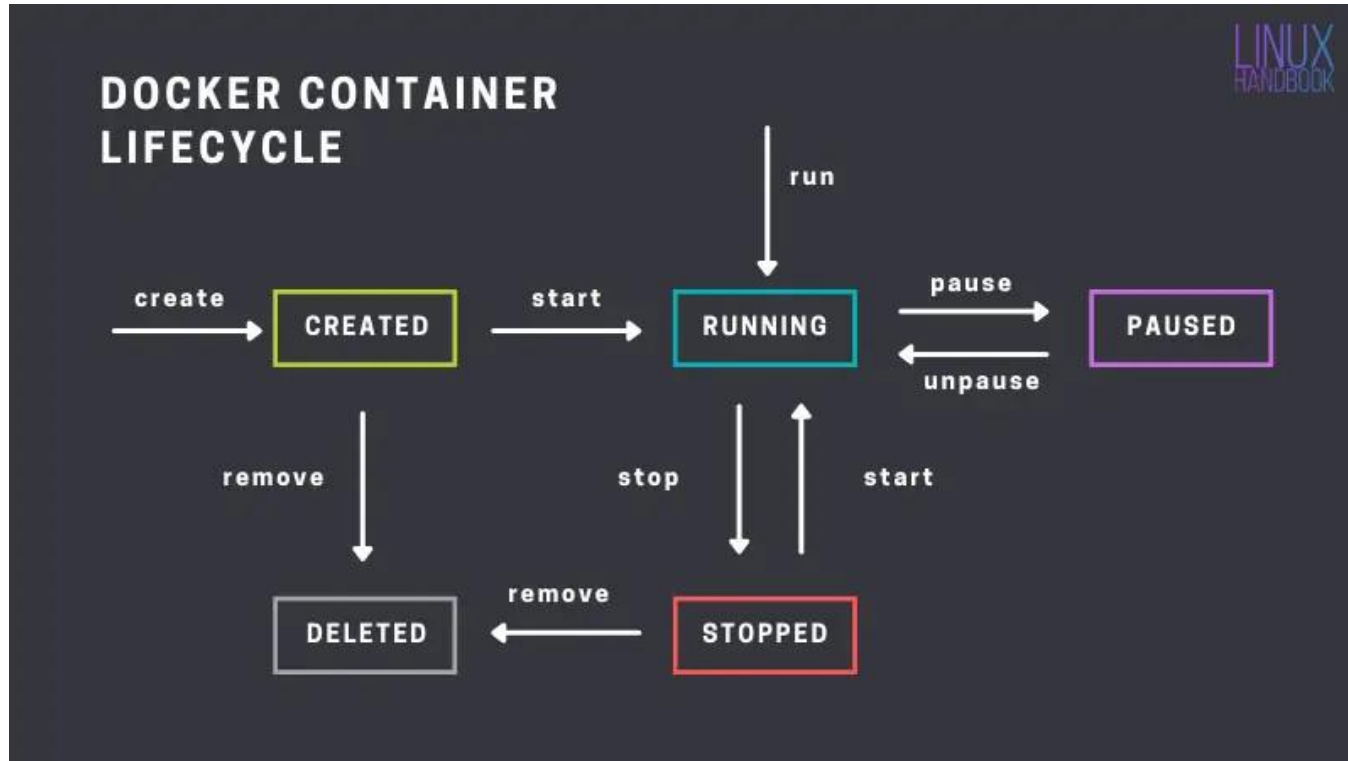 LINUX
HANDBOOK
DOCKER CONTAINER
LIFECYCLE
run
create
CREATED
start
RUNNING
pause
unpause
PAUSED
remove
stop
start
DELETED
remove
STOPPED